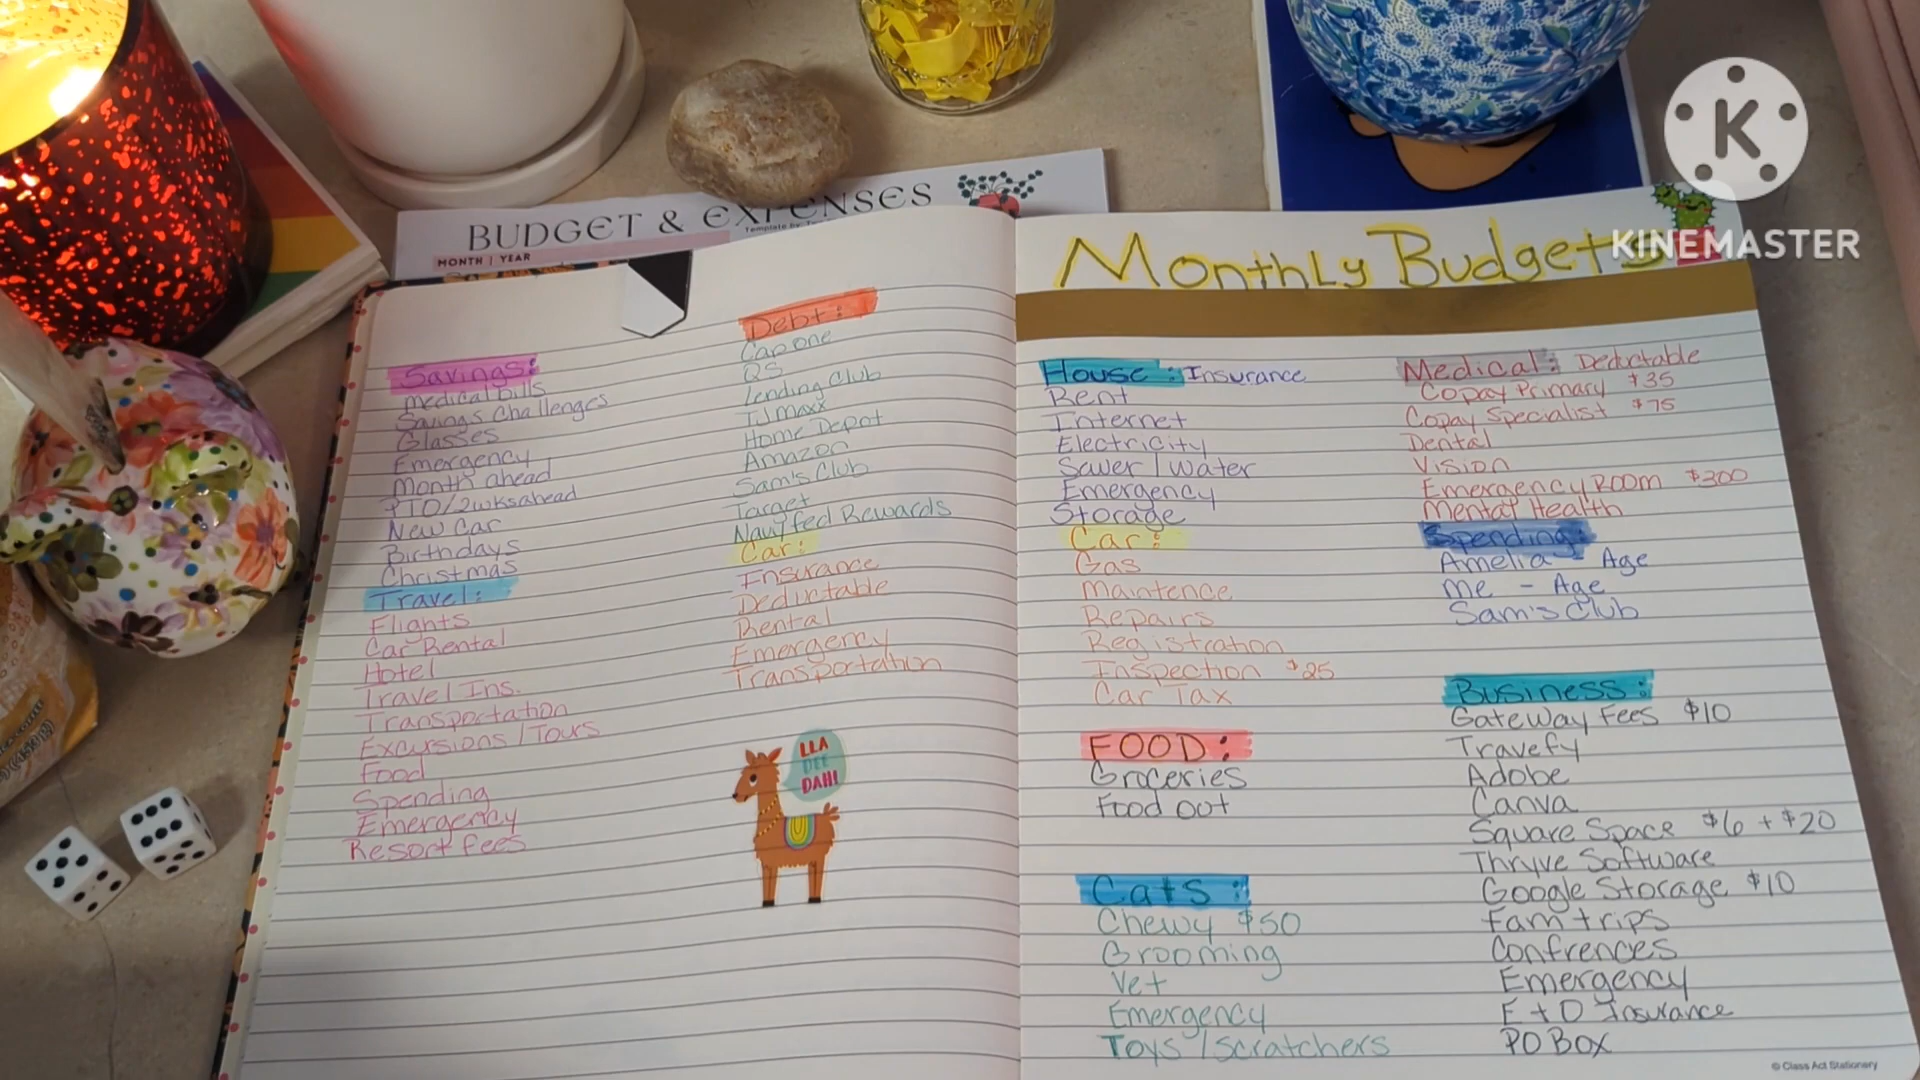 BUDGET & EXPENSES
Template by
MONTH | YEAR
KINEMASTER
Savings:
Medical bills
Savings Challenges
Glasses
Emergency
Month ahead
PTO/2wksahead
New Car
Birthdays
Christmas
Travel:
Flights
Car Rental
Hotel
Travel Ins.
Transportation
Excursions/Tours
Food
Spending
Emergency
Resort fees
Debt:
Cap one
QS
Lending Club
TJ Maxx
Home Depot
Amazon
Sam's Club
Target
Navy fed Rewards
Car:
Insurance
Deductable
Rental
Emergency
Transportation
LLA
DEE
DAH!
Monthly Budgets
House: Insurance
Rent
Internet
Electricity
Sewer/Water
Emergency
Storage
Car:
Gas
Maintence
Repairs
Registration
Inspection $25
Car Tax
FOOD:
Groceries
Food out
Cats:
Chewy $50
Grooming
Vet
Emergency
Toys/Scratchers
Medical: Deductable
Copay Primary $35
Copay Specialist $75
Dental
Vision
Emergency Room $300
Mental Health
Spending:
Amelia - Age
Me - Age
Sam's Club
Business:
Gateway Fees $10
Travefy
Adobe
Canva
Square Space $6 + $20
Thryve Software
Google Storage $10
Fam trips
Confrences
Emergency
E+O Insurance
PO BOX
© Class Act Stationery